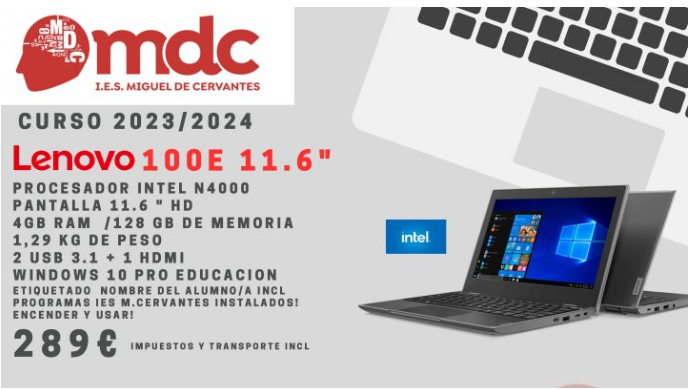 mdc
I.E.S. MIGUEL DE CERVANTES
CURSO 2023/2024
Lenovo 100E 11.6"
PROCESADOR INTEL N4000
PANTALLA 11.6 " HD
4GB RAM /128 GB DE MEMORIA
1,29 KG DE PESO
2 USB 3.1 + 1 HDMI
WINDOWS 10 PRO EDUCACION
ETIQUETADO NOMBRE DEL ALUMNO/A INCL
PROGRAMAS IES M.CERVANTES INSTALADOS!
ENCENDER Y USAR!
289€ IMPUESTOS Y TRANSPORTE INCL
intel